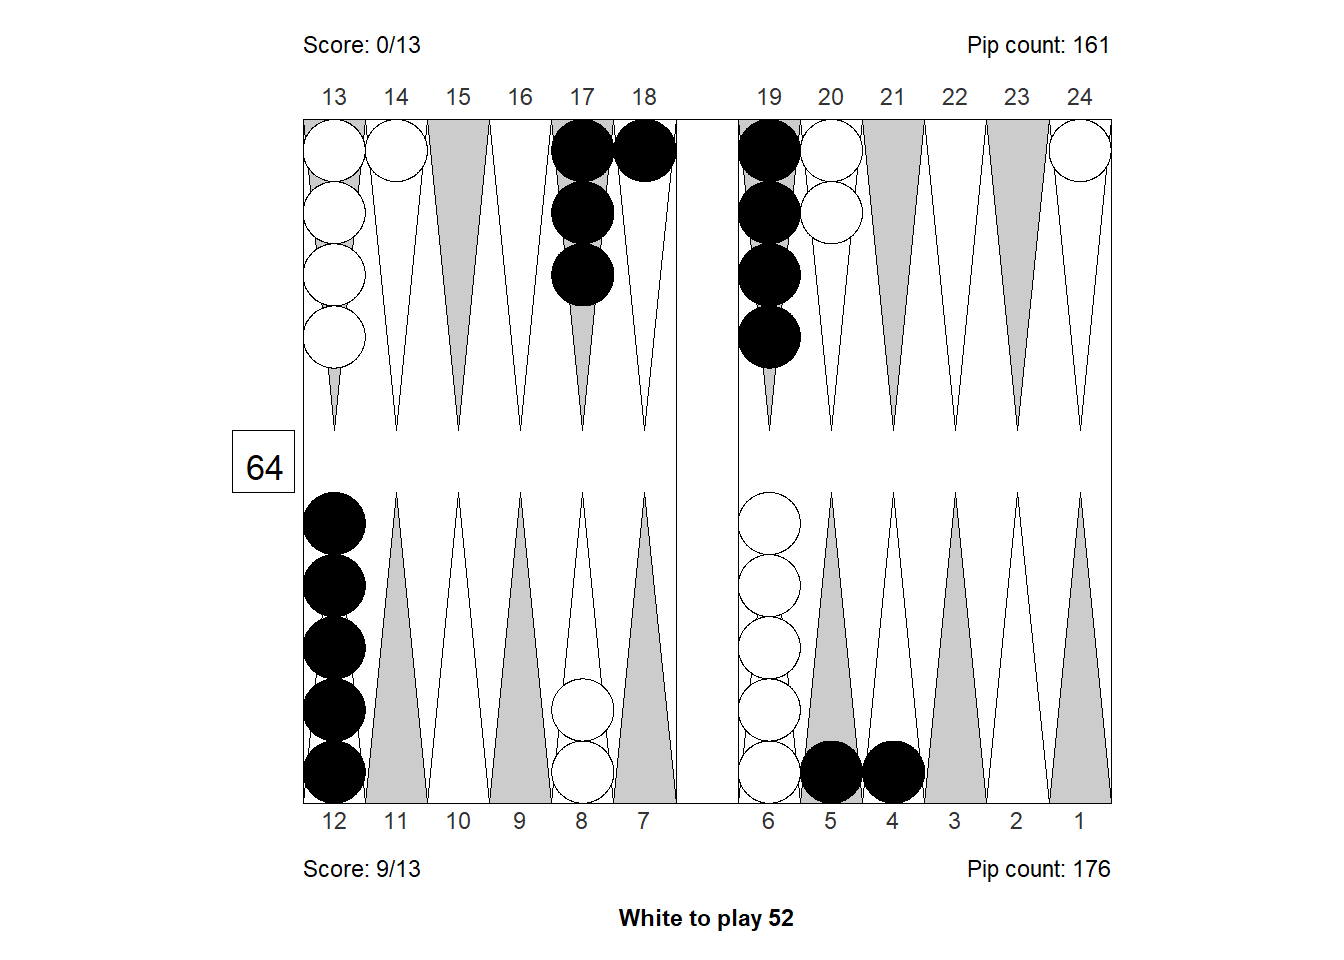 Score: 0/13 Pip count: 161
13 14 15 16 17 18 19 20 21 22 23 24
64
12 11 10 9 8 7 6 5 4 3 2 1
Score: 9/13 Pip count: 176
White to play 52